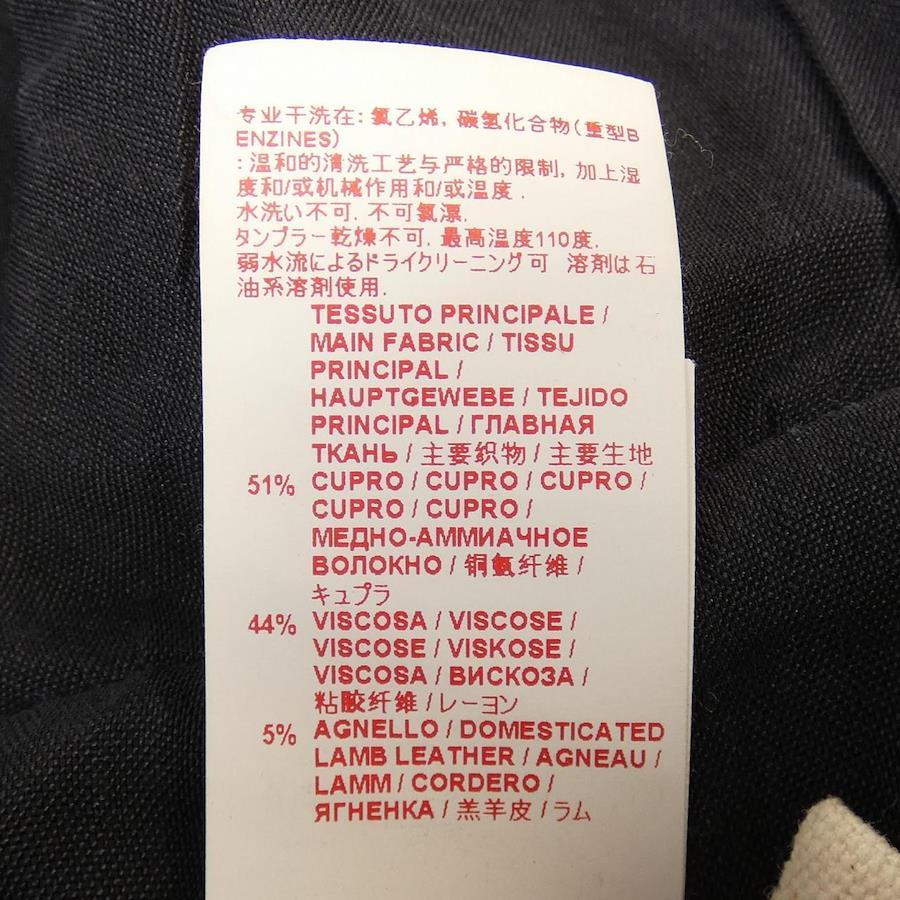 专业干洗在: 氯乙烯, 碳氢化合物(重型B
ENZINES)
:温和的清洗工艺与严格的限制, 加上湿
度和/或机械作用和/或温度.
水洗い不可. 不可氯漂.
タンブラー乾燥不可. 最高温度110度.
弱水流によるドライクリーニング可 溶剤は石
油系溶剤使用.
TESSUTO PRINCIPALE /
MAIN FABRIC / TISSU
PRINCIPAL /
HAUPTGEWEBE / TEJIDO
PRINCIPAL / ГЛАВНАЯ
ТКАНЬ / 主要织物 / 主要生地
51% CUPRO / CUPRO / CUPRO /
CUPRO / CUPRO /
МЕДНО-АММИАЧНОЕ
ВОЛОКНО / 铜氨纤维 /
キュプラ
44% VISCOSA / VISCOSE /
VISCOSE / VISKOSE /
VISCOSA / ВИСКОЗА /
粘胶纤维 / レーヨン
5% AGNELLO / DOMESTICATED
LAMB LEATHER / AGNEAU /
LAMM / CORDERO /
ЯГНЕНКА / 羔羊皮 / ラム